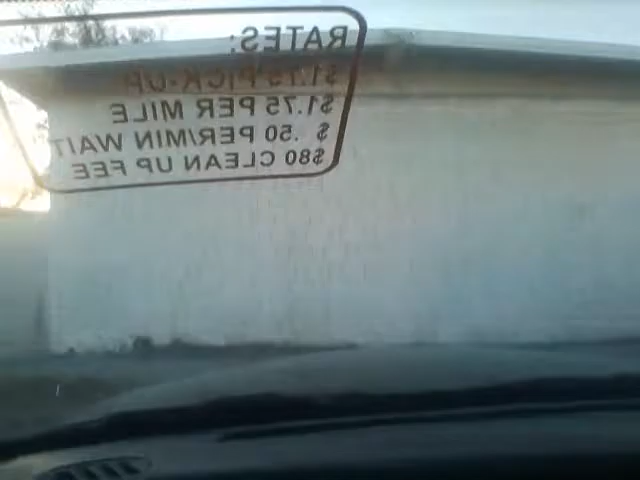 RATES:
$1.75 PICK-UP
$1.75 PER MILE
$ .50 PER/MIN WAIT
$80 CLEAN UP FEE